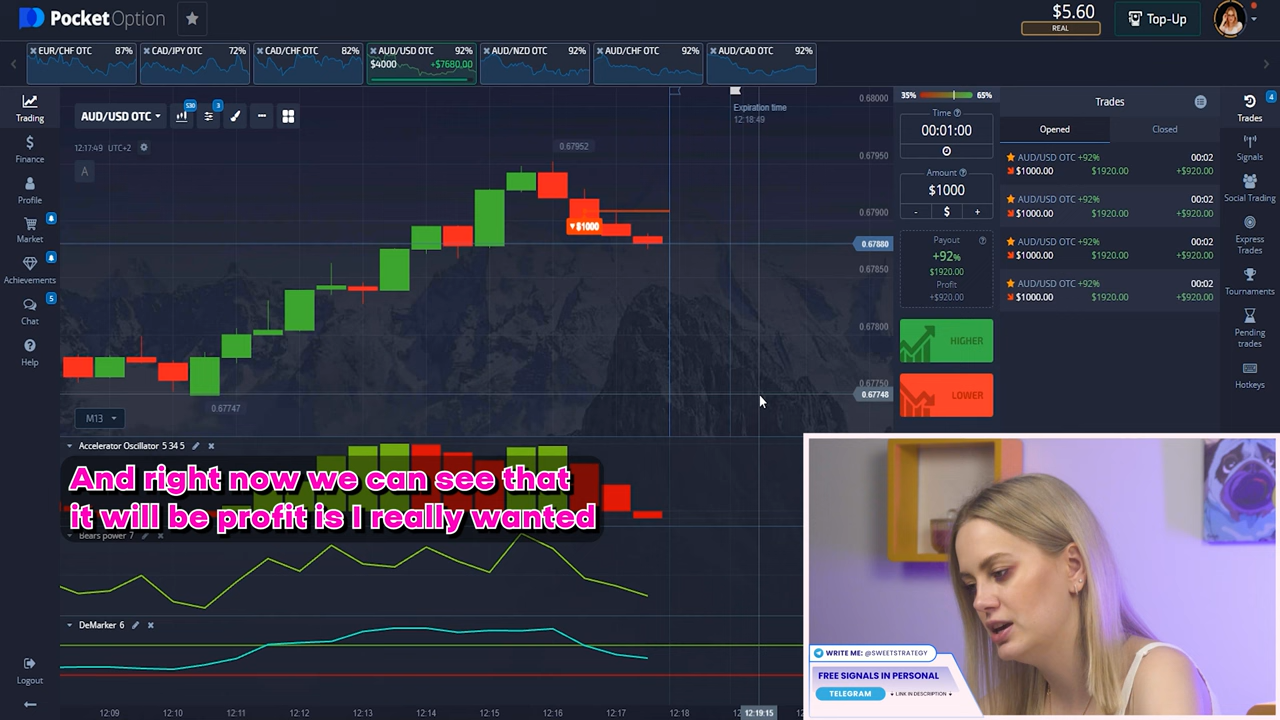 PocketOption
$5.60
REAL
Top-Up
EUR/CHF OTC 87%
CAD/JPY OTC 72%
CAD/CHF OTC 82%
AUD/USD OTC 92%
$4000 +$7680.00
AUD/NZD OTC 92%
AUD/CHF OTC 92%
AUD/CAD OTC 92%
Trading
Finance
Profile
Market
Achievements
5
Chat
Help
Logout
AUD/USD OTC
530
3
12:17:49 UTC+2
A
Expiration time
12:18:49
0.67952
$1000
0.67747
M13
0.68000
0.67950
0.67900
0.67880
0.67850
0.67800
0.67750
0.67748
35% 65%
Time
00:01:00
Amount
$1000
- $ +
Payout
+92%
$1920.00
Profit
+$920.00
HIGHER
LOWER
Trades
Opened Closed
AUD/USD OTC +92% 00:02
$1000.00 $1920.00 +$920.00
AUD/USD OTC +92% 00:02
$1000.00 $1920.00 +$920.00
AUD/USD OTC +92% 00:02
$1000.00 $1920.00 +$920.00
AUD/USD OTC +92% 00:02
$1000.00 $1920.00 +$920.00
4
Trades
Signals
Social Trading
Express
Trades
Tournaments
Pending
trades
Hotkeys
Accelerator Oscillator 5 34 5
And right now we can see that
it will be profit is I really wanted
Bears power 7
DeMarker 6
12:09 12:10 12:11 12:12 12:13 12:14 12:15 12:16 12:17 12:18 12:19:15
WRITE ME: @SWEETSTRATEGY
FREE SIGNALS IN PERSONAL
TELEGRAM
LINK IN DESCRIPTION